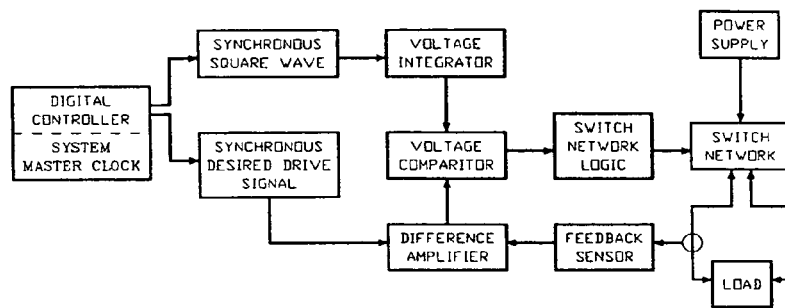 SYNCHRONOUS
SQUARE WAVE
VOLTAGE
INTEGRATOR
POWER
SUPPLY
DIGITAL
CONTROLLER
SYSTEM
MASTER CLOCK
SYNCHRONOUS
DESIRED DRIVE
SIGNAL
VOLTAGE
COMPARITOR
SWITCH
NETWORK
LOGIC
SWITCH
NETWORK
DIFFERENCE
AMPLIFIER
FEEDBACK
SENSOR
LOAD